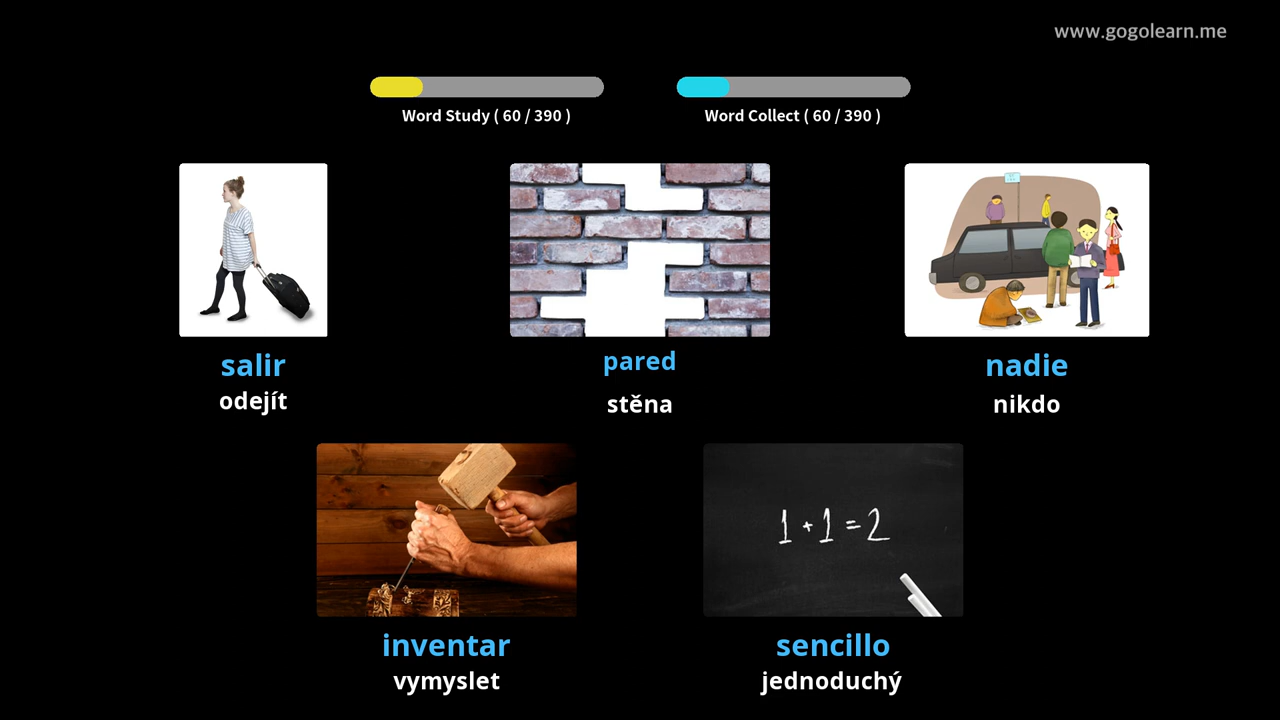 www.gogolearn.me
Word Study ( 60 / 390 )
Word Collect ( 60 / 390 )
salir
odejít
pared
stěna
nadie
nikdo
1 + 1 = 2
inventar
vymyslet
sencillo
jednoduchý